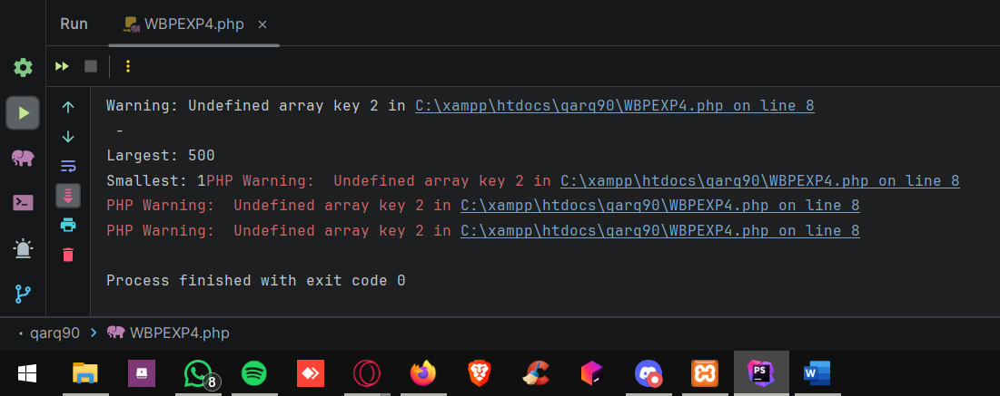 Run WBPEXP4.php ×
Warning: Undefined array key 2 in C:\xampp\htdocs\qarq90\WBPEXP4.php on line 8
-
Largest: 500
Smallest: 1PHP Warning:  Undefined array key 2 in C:\xampp\htdocs\qarq90\WBPEXP4.php on line 8
PHP Warning:  Undefined array key 2 in C:\xampp\htdocs\qarq90\WBPEXP4.php on line 8
PHP Warning:  Undefined array key 2 in C:\xampp\htdocs\qarq90\WBPEXP4.php on line 8
Process finished with exit code 0
qarq90 > WBPEXP4.php
8 PS W